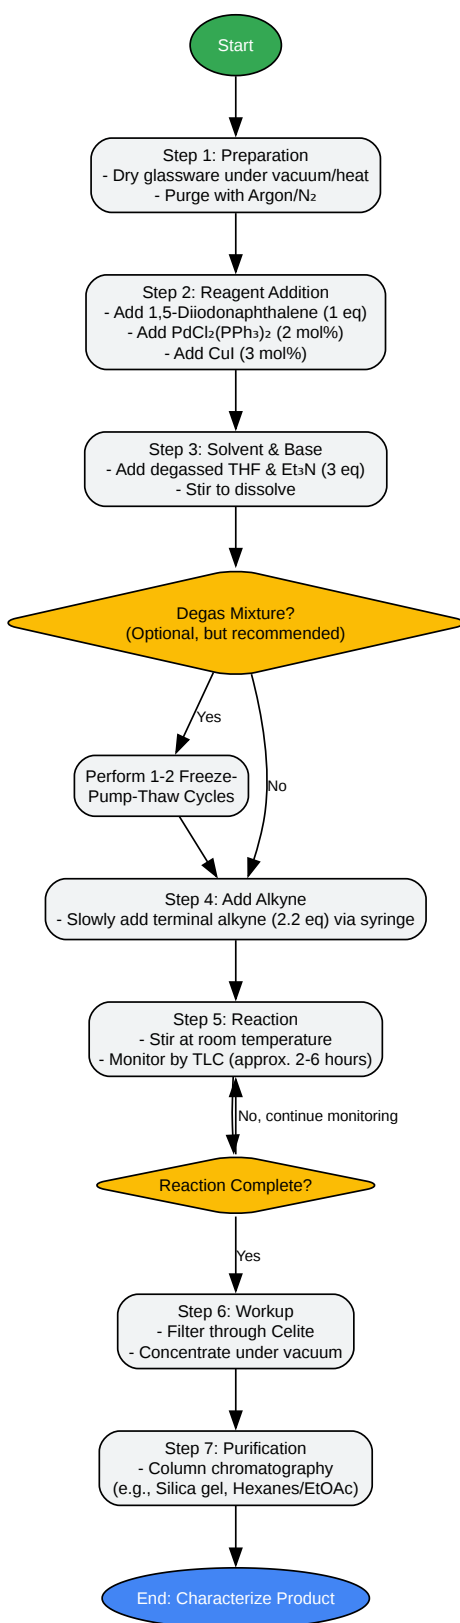 Start
Step 1: Preparation
- Dry glassware under vacuum/heat
- Purge with Argon/N₂
Step 2: Reagent Addition
- Add 1,5-Diiodonaphthalene (1 eq)
- Add PdCl₂(PPh₃)₂ (2 mol%)
- Add CuI (3 mol%)
Step 3: Solvent & Base
- Add degassed THF & Et₃N (3 eq)
- Stir to dissolve
Degas Mixture?
(Optional, but recommended)
Yes
Perform 1-2 Freeze-
Pump-Thaw Cycles
No
Step 4: Add Alkyne
- Slowly add terminal alkyne (2.2 eq) via syringe
Step 5: Reaction
- Stir at room temperature
- Monitor by TLC (approx. 2-6 hours)
No, continue monitoring
Reaction Complete?
Yes
Step 6: Workup
- Filter through Celite
- Concentrate under vacuum
Step 7: Purification
- Column chromatography
(e.g., Silica gel, Hexanes/EtOAc)
End: Characterize Product